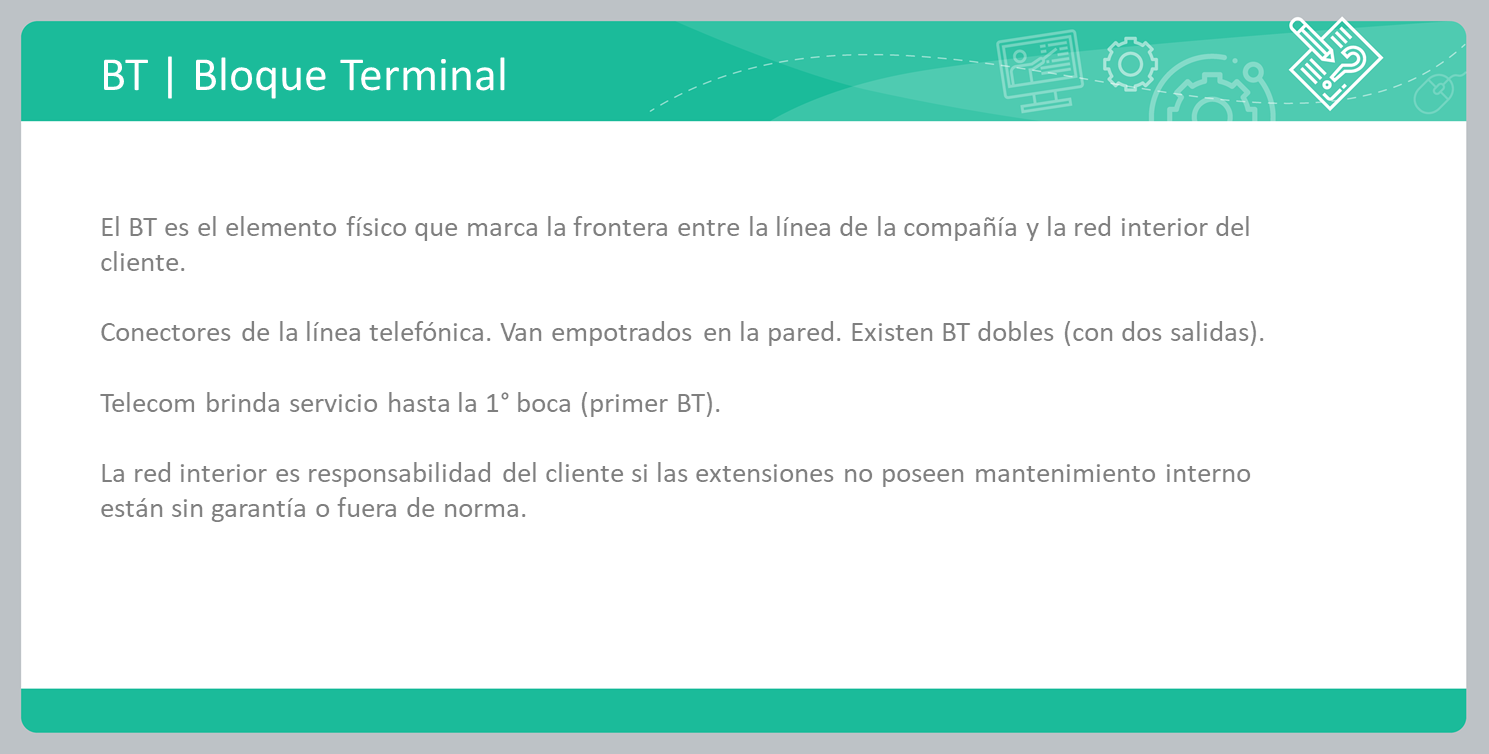 BT | Bloque Terminal
El BT es el elemento físico que marca la frontera entre la línea de la compañía y la red interior del
cliente.
Conectores de la línea telefónica. Van empotrados en la pared. Existen BT dobles (con dos salidas).
Telecom brinda servicio hasta la 1° boca (primer BT).
La red interior es responsabilidad del cliente si las extensiones no poseen mantenimiento interno
están sin garantía o fuera de norma.